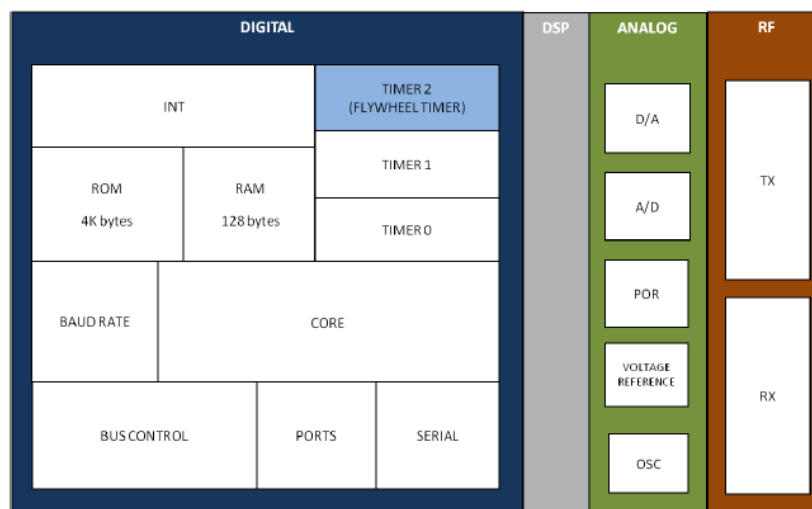 DIGITAL
DSP
ANALOG
RF
INT
TIMER 2
(FLYWHEEL TIMER)
TIMER 1
TIMER 0
ROM
4K bytes
RAM
128 bytes
BAUD RATE
CORE
BUS CONTROL
PORTS
SERIAL
D/A
A/D
POR
VOLTAGE
REFERENCE
OSC
TX
RX